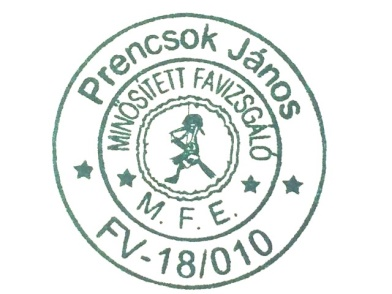 Prencsok János
MINŐSÍTETT FAVIZSGÁLÓ
M. F. E.
FV-18/010